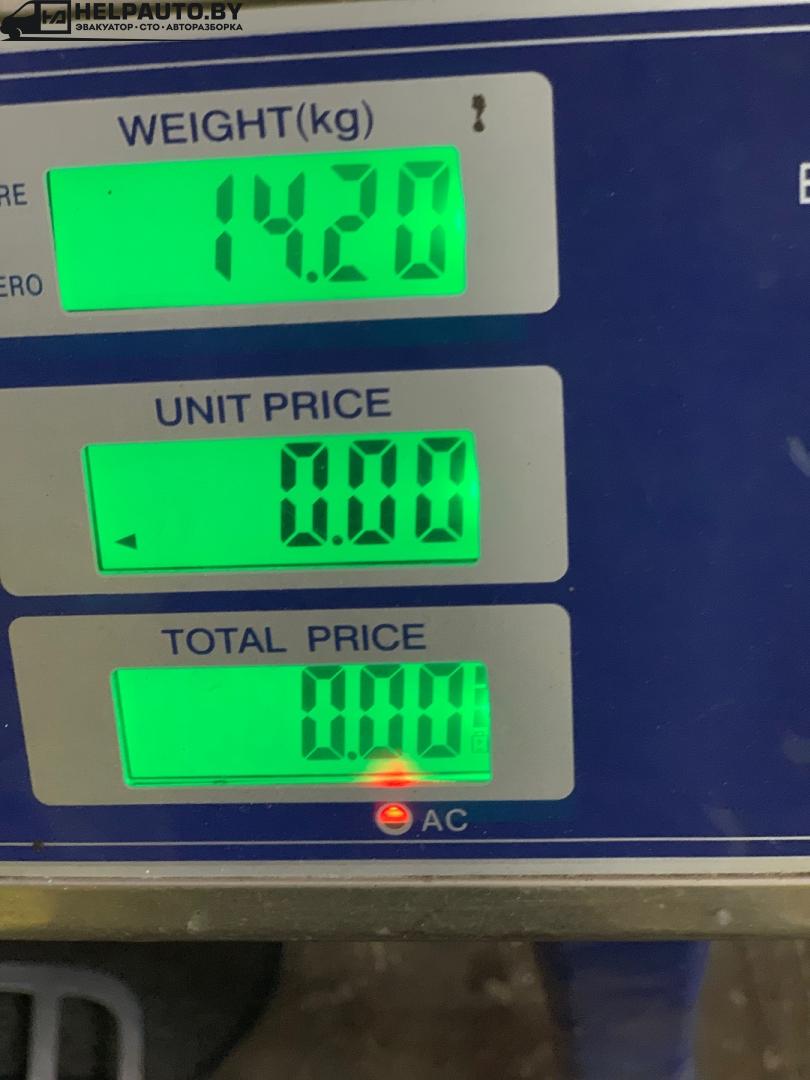 HELPAUTO.BY
ЭВАКУАТОР • СТО • АВТОРАЗБОРКА
WEIGHT(kg)
RE
14.20
ERO
UNIT PRICE
0.00
TOTAL PRICE
0.00
AC